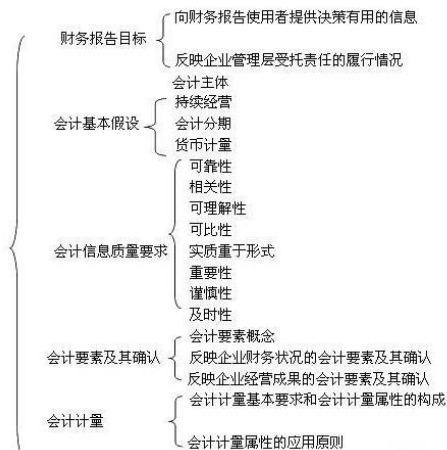 向财务报告使用者提供决策有用的信息
财务报告目标
反映企业管理层受托责任的履行情况
会计主体
持续经营
会计基本假设
会计分期
货币计量
可靠性
相关性
可理解性
可比性
会计信息质量要求
实质重于形式
重要性
谨慎性
及时性
会计要素概念
会计要素及其确认
反映企业财务状况的会计要素及其确认
反映企业经营成果的会计要素及其确认
会计计量基本要求和会计计量属性的构成
会计计量
会计计量属性的应用原则